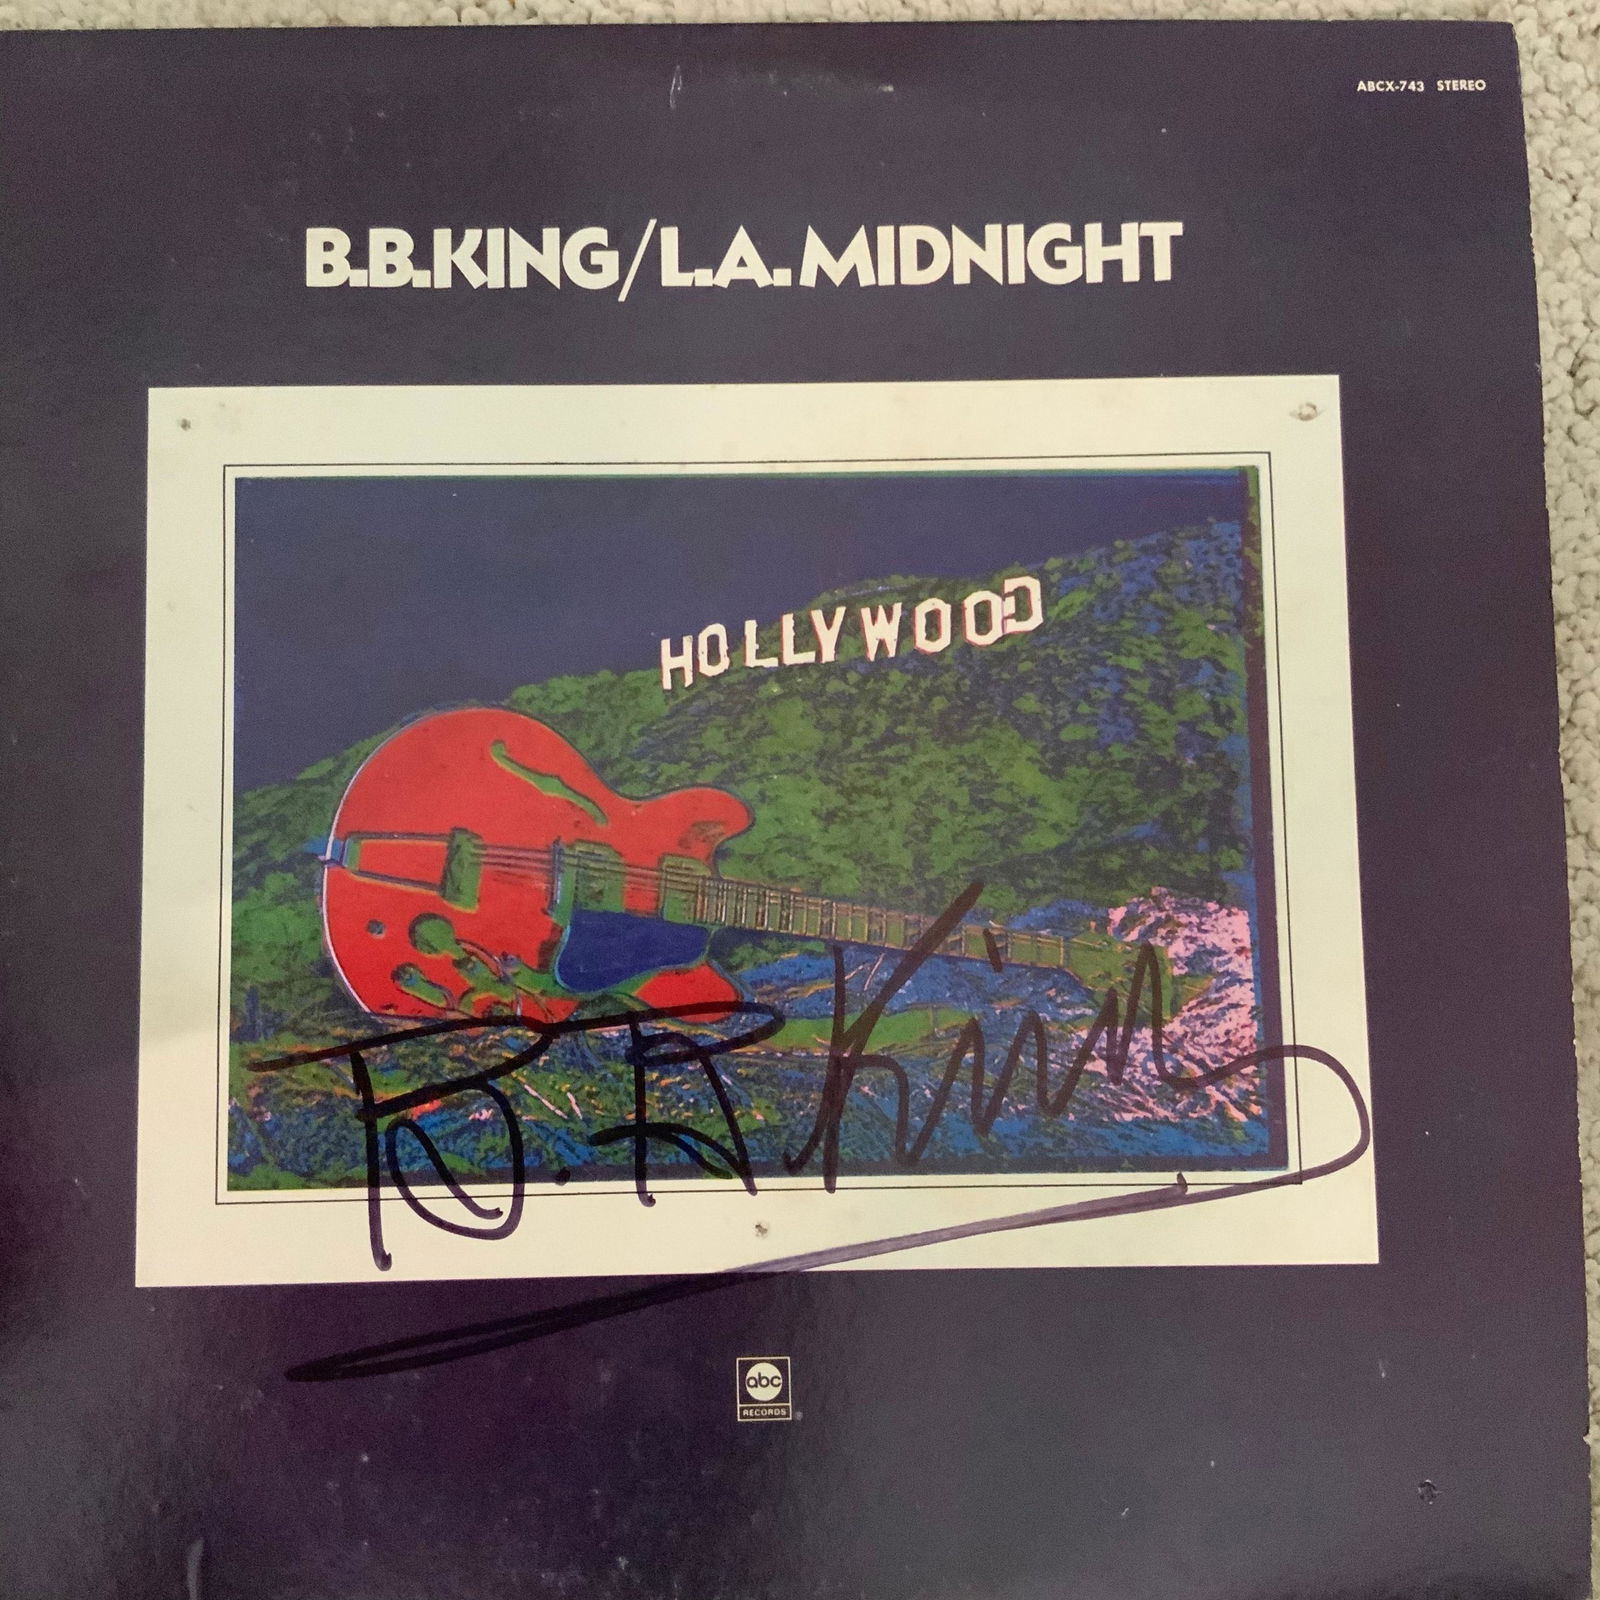 ABCX-743 STEREO
B.B.KING/L.A.MIDNIGHT
HOLLYWOOD
B.B King
abc
RECORDS
®